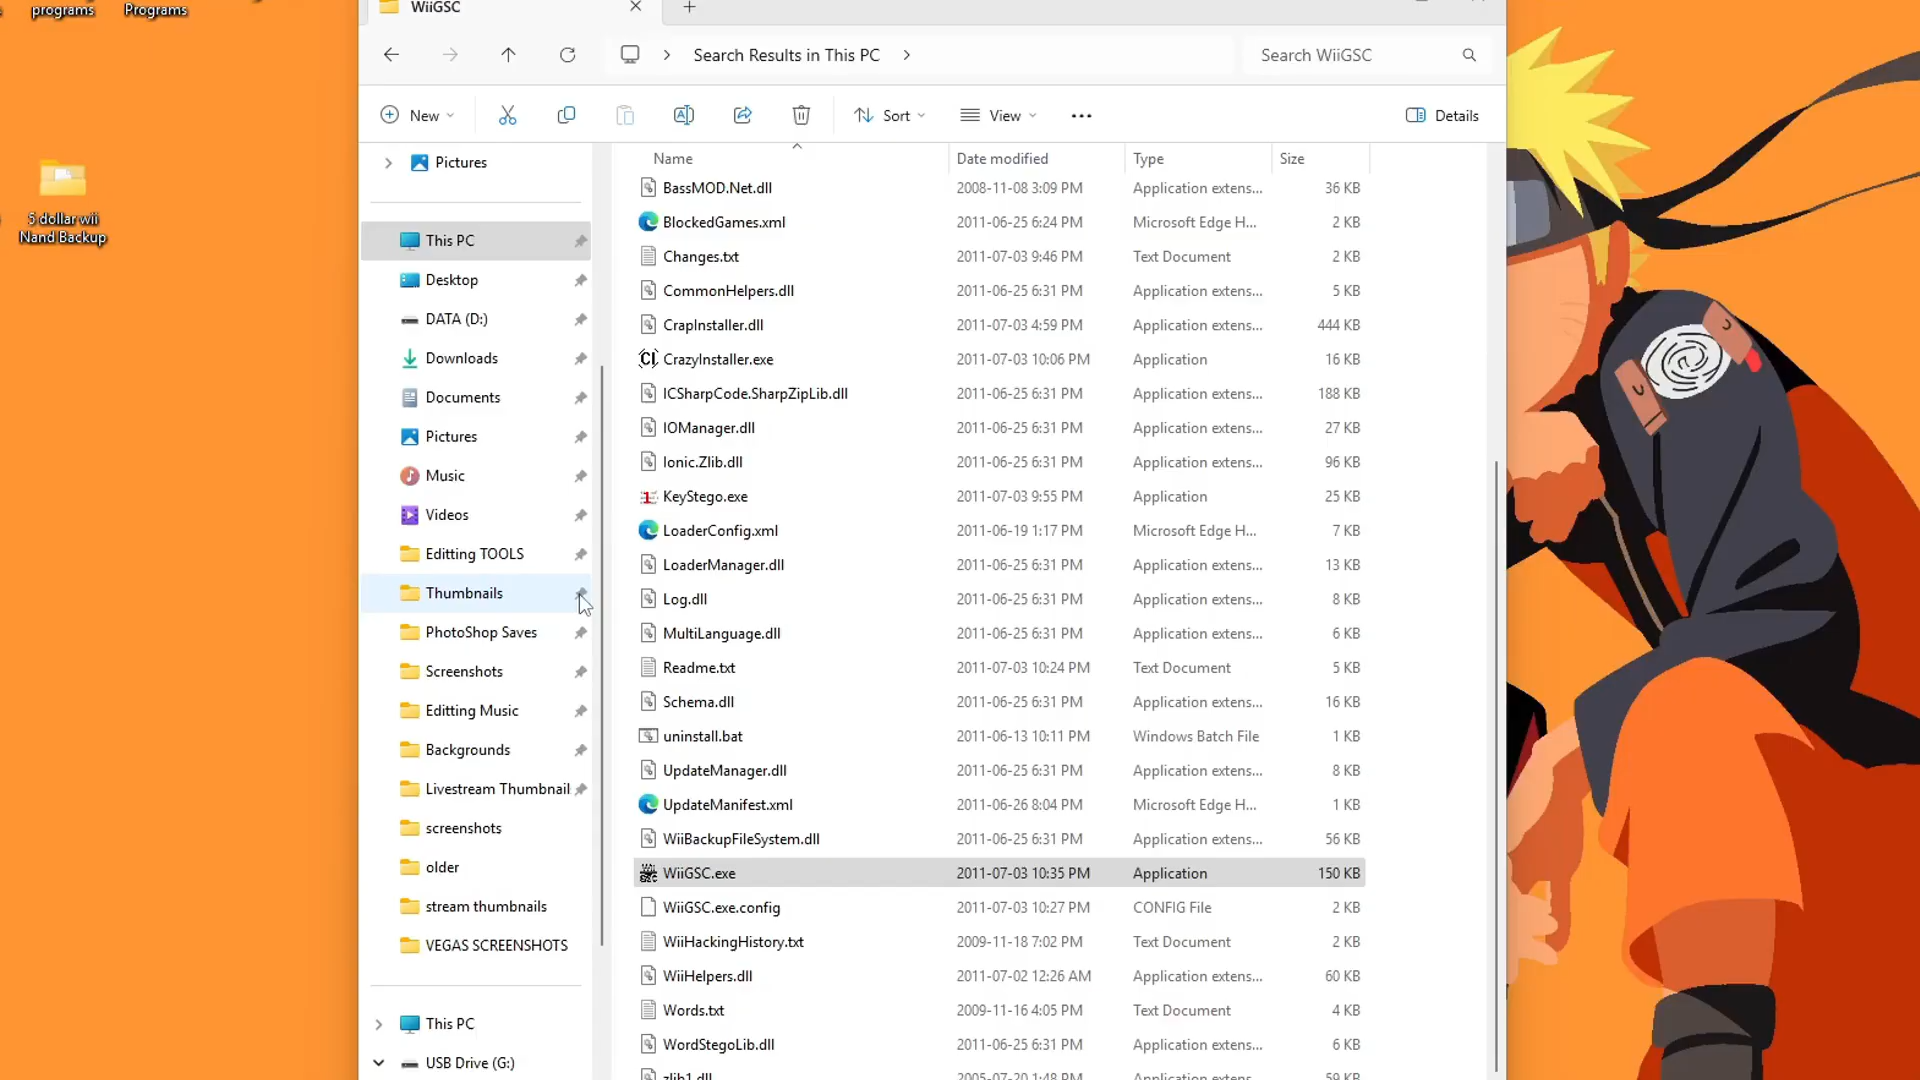 programs
Programs
5 dollar wii
Nand Backup
WiiGSC
Search Results in This PC
Search WiiGSC
New
Sort
View
Details
Pictures
This PC
Desktop
DATA (D:)
Downloads
Documents
Pictures
Music
Videos
Editting TOOLS
Thumbnails
PhotoShop Saves
Screenshots
Editting Music
Backgrounds
Livestream Thumbnail
screenshots
older
stream thumbnails
VEGAS SCREENSHOTS
This PC
USB Drive (G:)
Name Date modified Type Size
BassMOD.Net.dll 2008-11-08 3:09 PM Application extens... 36 KB
BlockedGames.xml 2011-06-25 6:24 PM Microsoft Edge H... 2 KB
Changes.txt 2011-07-03 9:46 PM Text Document 2 KB
CommonHelpers.dll 2011-06-25 6:31 PM Application extens... 5 KB
CrapInstaller.dll 2011-07-03 4:59 PM Application extens... 444 KB
CI CrazyInstaller.exe 2011-07-03 10:06 PM Application 16 KB
ICSharpCode.SharpZipLib.dll 2011-06-25 6:31 PM Application extens... 188 KB
IOManager.dll 2011-06-25 6:31 PM Application extens... 27 KB
Ionic.Zlib.dll 2011-06-25 6:31 PM Application extens... 96 KB
KeyStego.exe 2011-07-03 9:55 PM Application 25 KB
LoaderConfig.xml 2011-06-19 1:17 PM Microsoft Edge H... 7 KB
LoaderManager.dll 2011-06-25 6:31 PM Application extens... 13 KB
Log.dll 2011-06-25 6:31 PM Application extens... 8 KB
MultiLanguage.dll 2011-06-25 6:31 PM Application extens... 6 KB
Readme.txt 2011-07-03 10:24 PM Text Document 5 KB
Schema.dll 2011-06-25 6:31 PM Application extens... 16 KB
uninstall.bat 2011-06-13 10:11 PM Windows Batch File 1 KB
UpdateManager.dll 2011-06-25 6:31 PM Application extens... 8 KB
UpdateManifest.xml 2011-06-26 8:04 PM Microsoft Edge H... 1 KB
WiiBackupFileSystem.dll 2011-06-25 6:31 PM Application extens... 56 KB
WiiGSC.exe 2011-07-03 10:35 PM Application 150 KB
WiiGSC.exe.config 2011-07-03 10:27 PM CONFIG File 2 KB
WiiHackingHistory.txt 2009-11-18 7:02 PM Text Document 2 KB
WiiHelpers.dll 2011-07-02 12:26 AM Application extens... 60 KB
Words.txt 2009-11-16 4:05 PM Text Document 4 KB
WordStegoLib.dll 2011-06-25 6:31 PM Application extens... 6 KB
zlib1.dll 2005-07-20 1:48 PM Application extens... 59 KB